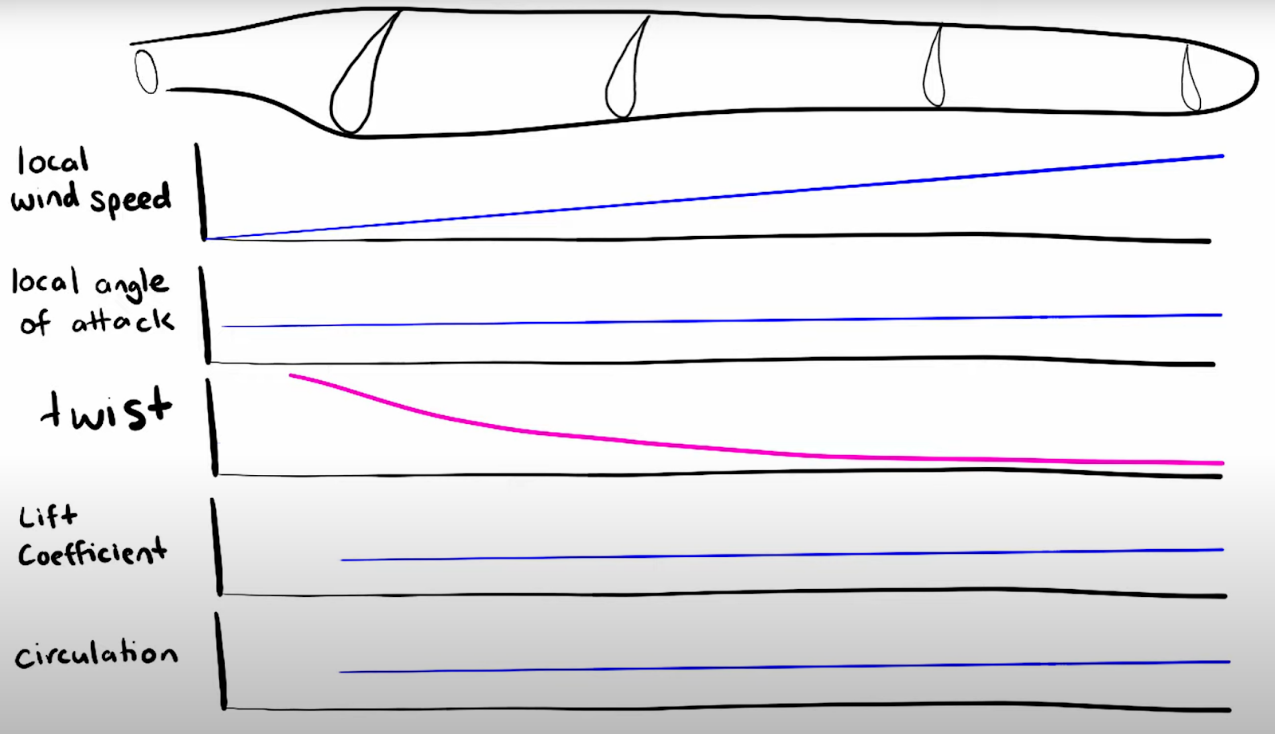 local
wind speed
local angle
of attack
twist
Lift
Coefficient
circulation